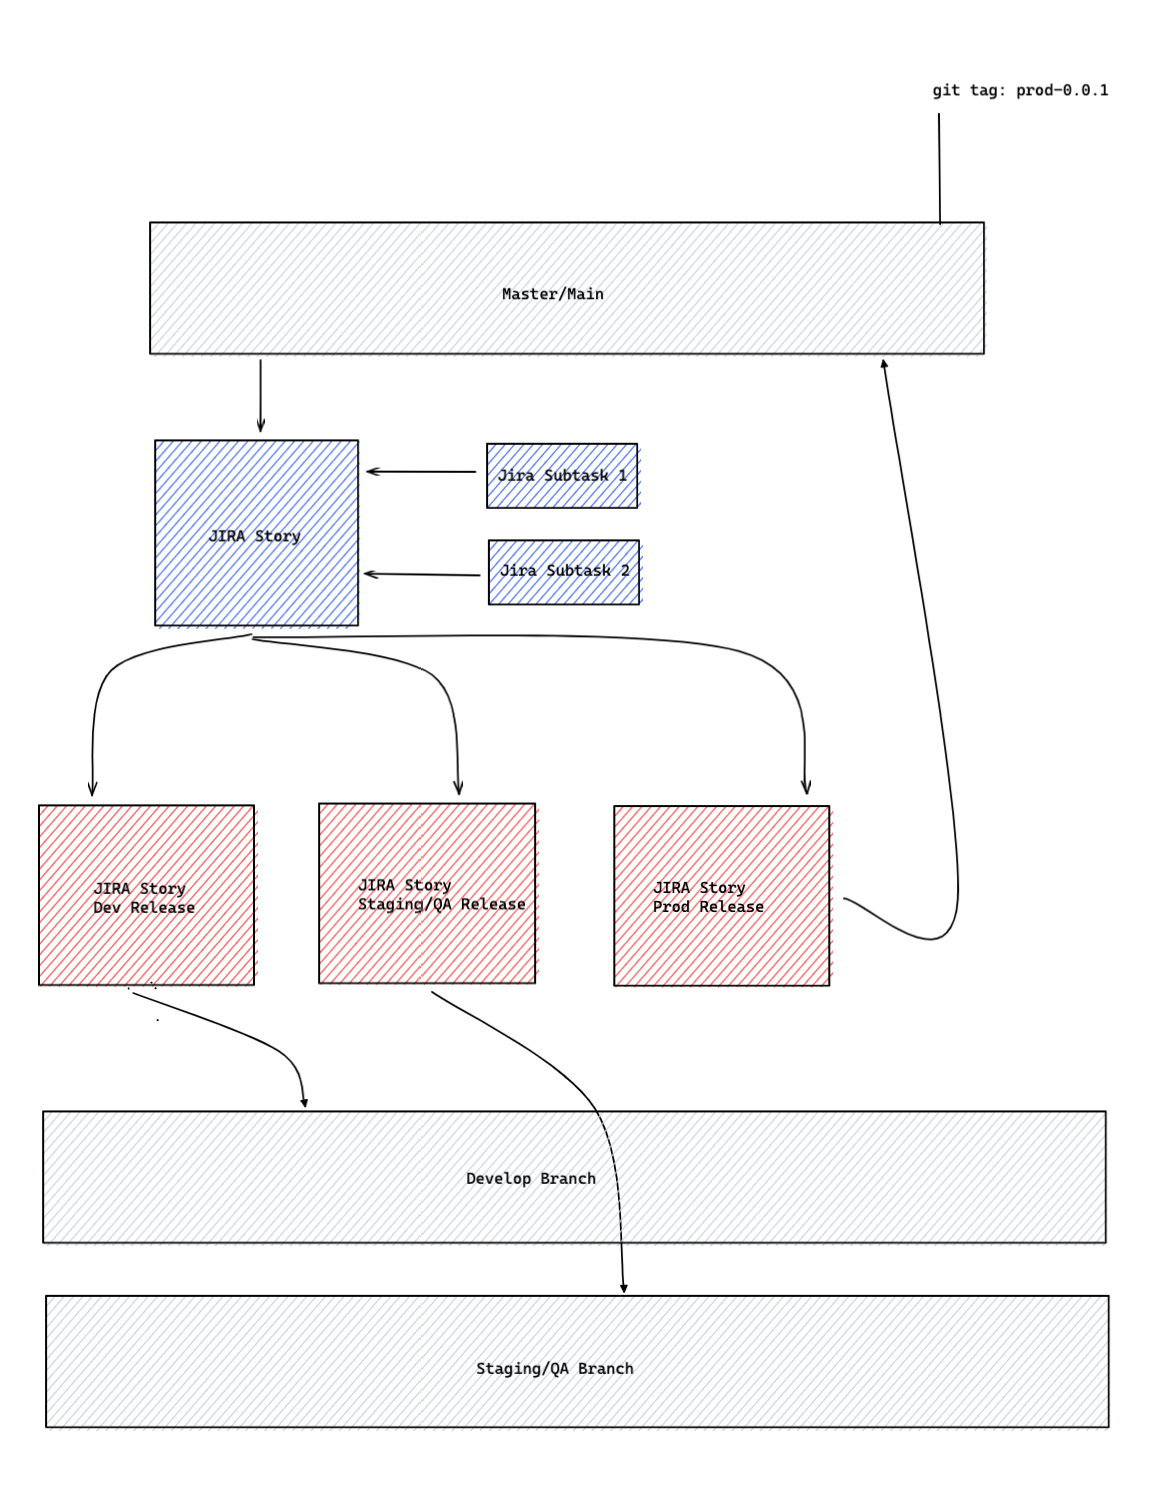 git tag: prod-0.0.1
Master/Main
Jira Subtask 1
JIRA Story
Jira Subtask 2
JIRA Story
Dev Release
JIRA Story
Staging/QA Release
JIRA Story
Prod Release
Develop Branch
Staging/QA Branch